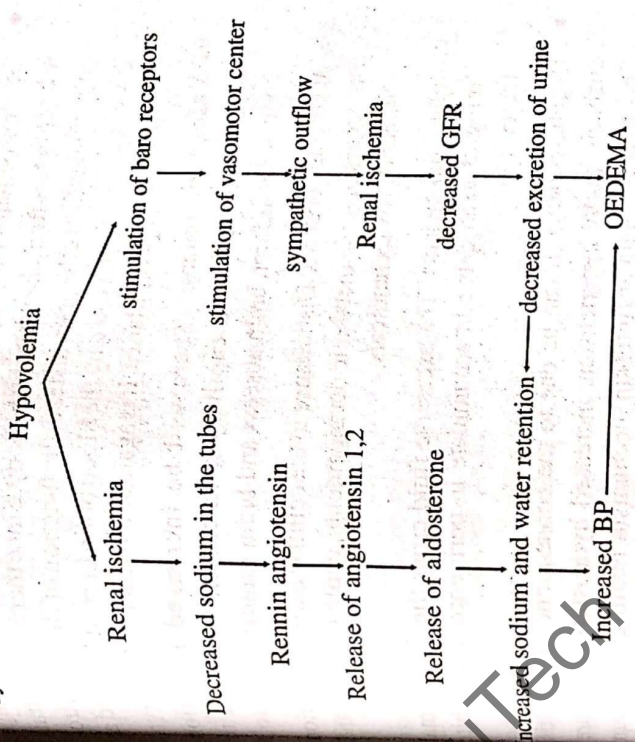 Hypovolemia
Renal ischemia
stimulation of baro receptors
Decreased sodium in the tubes
stimulation of vasomotor center
Rennin angiotensin
sympathetic outflow
Release of angiotensin 1,2
Renal ischemia
Release of aldosterone
decreased GFR
ncreased sodium and water retention
decreased excretion of urine
Increased BP
OEDEMA